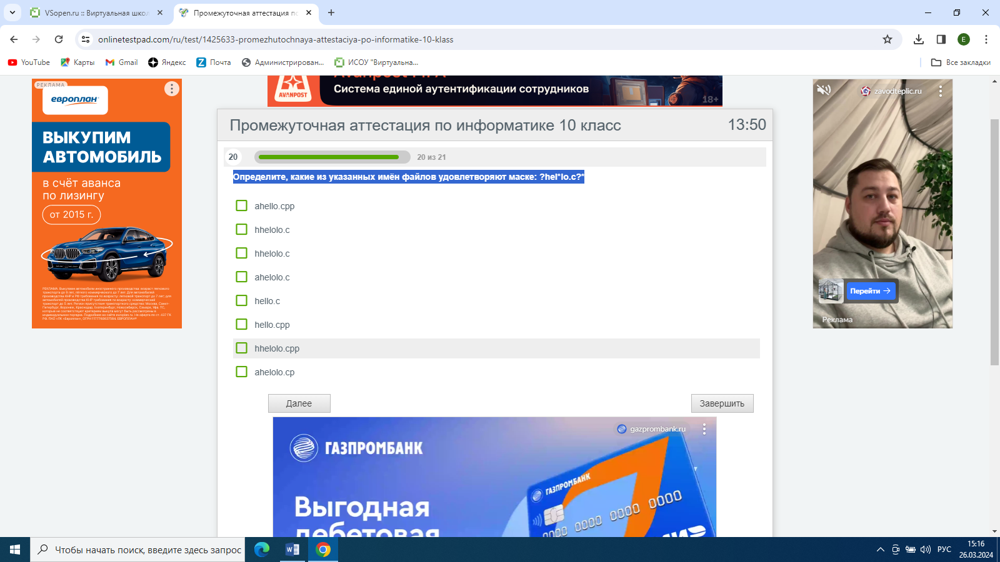 VSopen.ru :: Виртуальная шко
Промежуточная аттестация по
onlinetestpad.com/ru/test/1425633-promezhutochnaya-attestaciya-po-informatike-10-klass
E
YouTube
Карты
Gmail
Яндекс
Почта
Администрирован...
ИСОУ "Виртуальна...
Все закладки
РЕКЛАМА
европлан
ВЫКУПИМ
АВТОМОБИЛЬ
в счёт аванса
по лизингу
от 2015 г.
AVANPOST
Система единой аутентификации сотрудников
18+
Промежуточная аттестация по информатике 10 класс
13:50
20
20 из 21
Определите, какие из указанных имён файлов удовлетворяют маске: ?hel*lo.c?*
ahello.cpp
hhelolo.c
hhelolo.c
ahelolo.c
hello.c
hello.cpp
hhelolo.cpp
ahelolo.cp
Далее
Завершить
ГАЗПРОМБАНК
gazprombank.ru
Выгодная
дебетовая
ГАЗПРОМБАНК
0000 0000 0000 0000
zavodteplic.ru
Перейти →
Реклама
Чтобы начать поиск, введите здесь запрос
РУС
15:16
26.03.2024